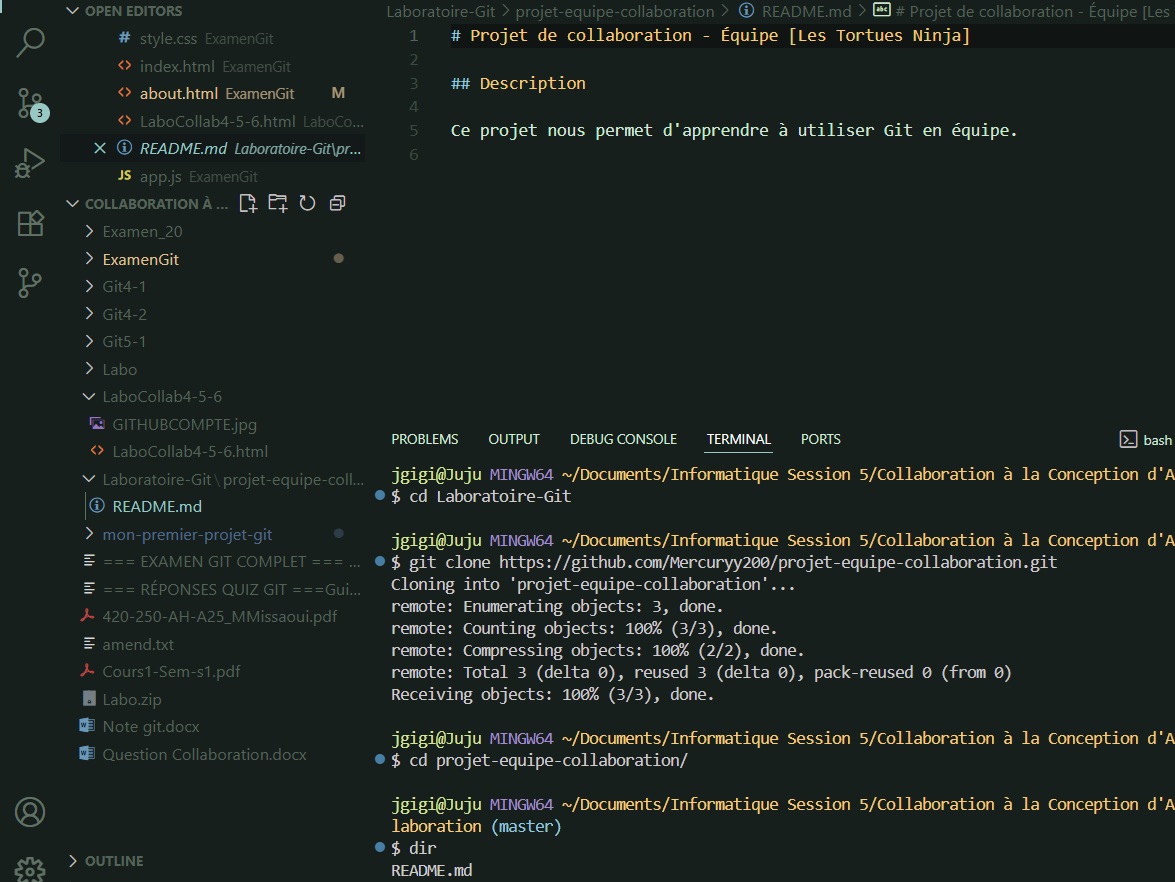 OPEN EDITORS
style.css ExamenGit
index.html ExamenGit
about.html ExamenGit M
LaboCollab4-5-6.html LaboCo...
README.md Laboratoire-Git\pr...
JS app.js ExamenGit
3
COLLABORATION À ...
Examen_20
ExamenGit
Git4-1
Git4-2
Git5-1
Labo
LaboCollab4-5-6
GITHUBCOMPTE.jpg
LaboCollab4-5-6.html
Laboratoire-Git\projet-equipe-coll...
README.md
mon-premier-projet-git
=== EXAMEN GIT COMPLET === ...
=== RÉPONSES QUIZ GIT ===Gui...
420-250-AH-A25_MMissaoui.pdf
amend.txt
Cours1-Sem-s1.pdf
Labo.zip
Note git.docx
Question Collaboration.docx
OUTLINE
Laboratoire-Git > projet-equipe-collaboration > README.md > abc # Projet de collaboration - Équipe [Les
1 # Projet de collaboration - Équipe [Les Tortues Ninja]
2
3 ## Description
4
5 Ce projet nous permet d'apprendre à utiliser Git en équipe.
6
PROBLEMS OUTPUT DEBUG CONSOLE TERMINAL PORTS bash
jgigi@Juju MINGW64 ~/Documents/Informatique Session 5/Collaboration à la Conception d'A
$ cd Laboratoire-Git
jgigi@Juju MINGW64 ~/Documents/Informatique Session 5/Collaboration à la Conception d'A
$ git clone https://github.com/Mercuryy200/projet-equipe-collaboration.git
Cloning into 'projet-equipe-collaboration'...
remote: Enumerating objects: 3, done.
remote: Counting objects: 100% (3/3), done.
remote: Compressing objects: 100% (2/2), done.
remote: Total 3 (delta 0), reused 3 (delta 0), pack-reused 0 (from 0)
Receiving objects: 100% (3/3), done.
jgigi@Juju MINGW64 ~/Documents/Informatique Session 5/Collaboration à la Conception d'A
$ cd projet-equipe-collaboration/
jgigi@Juju MINGW64 ~/Documents/Informatique Session 5/Collaboration à la Conception d'A
laboration (master)
$ dir
README.md